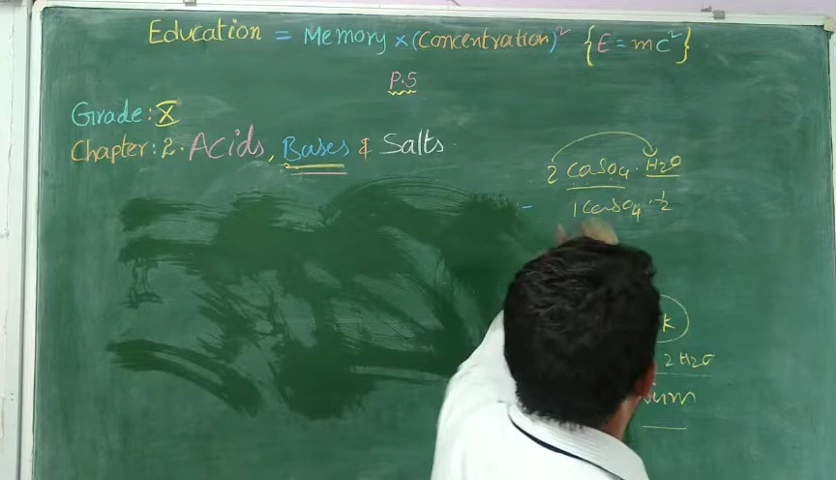 Education = Memory × (Concentration)² {E = mc²}
P.5
Grade: X
Chapter: 2. Acids, Bases & Salts
2 CaSO4 · H2O
1 CaSO4 · 1/2
k
2 H2O
um